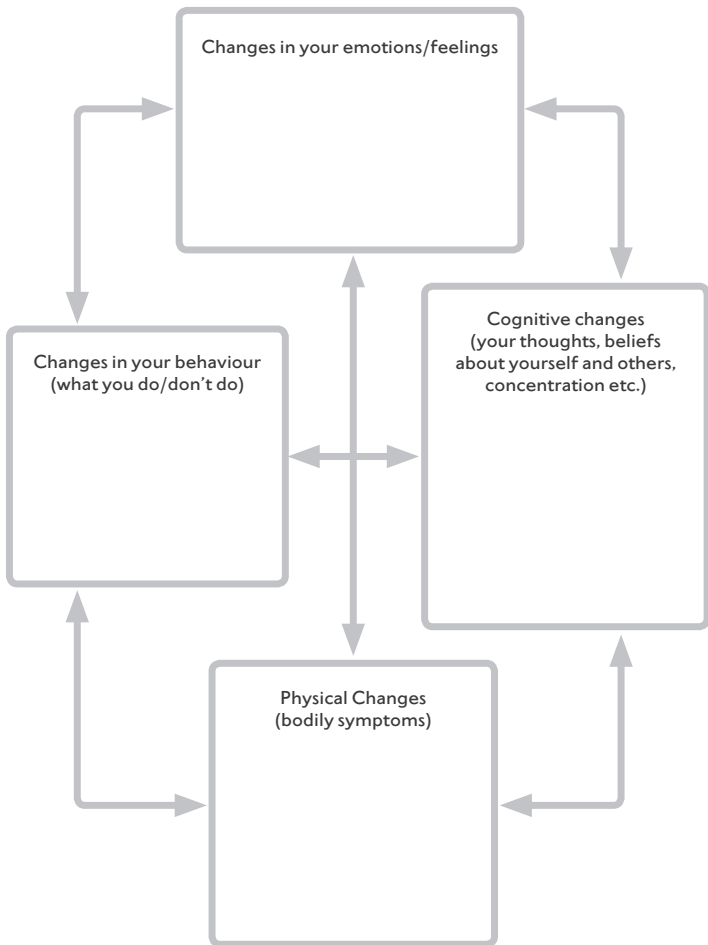 Changes in your emotions/feelings
Changes in your behaviour
(what you do/don't do)
Cognitive changes
(your thoughts, beliefs
about yourself and others,
concentration etc.)
Physical Changes
(bodily symptoms)